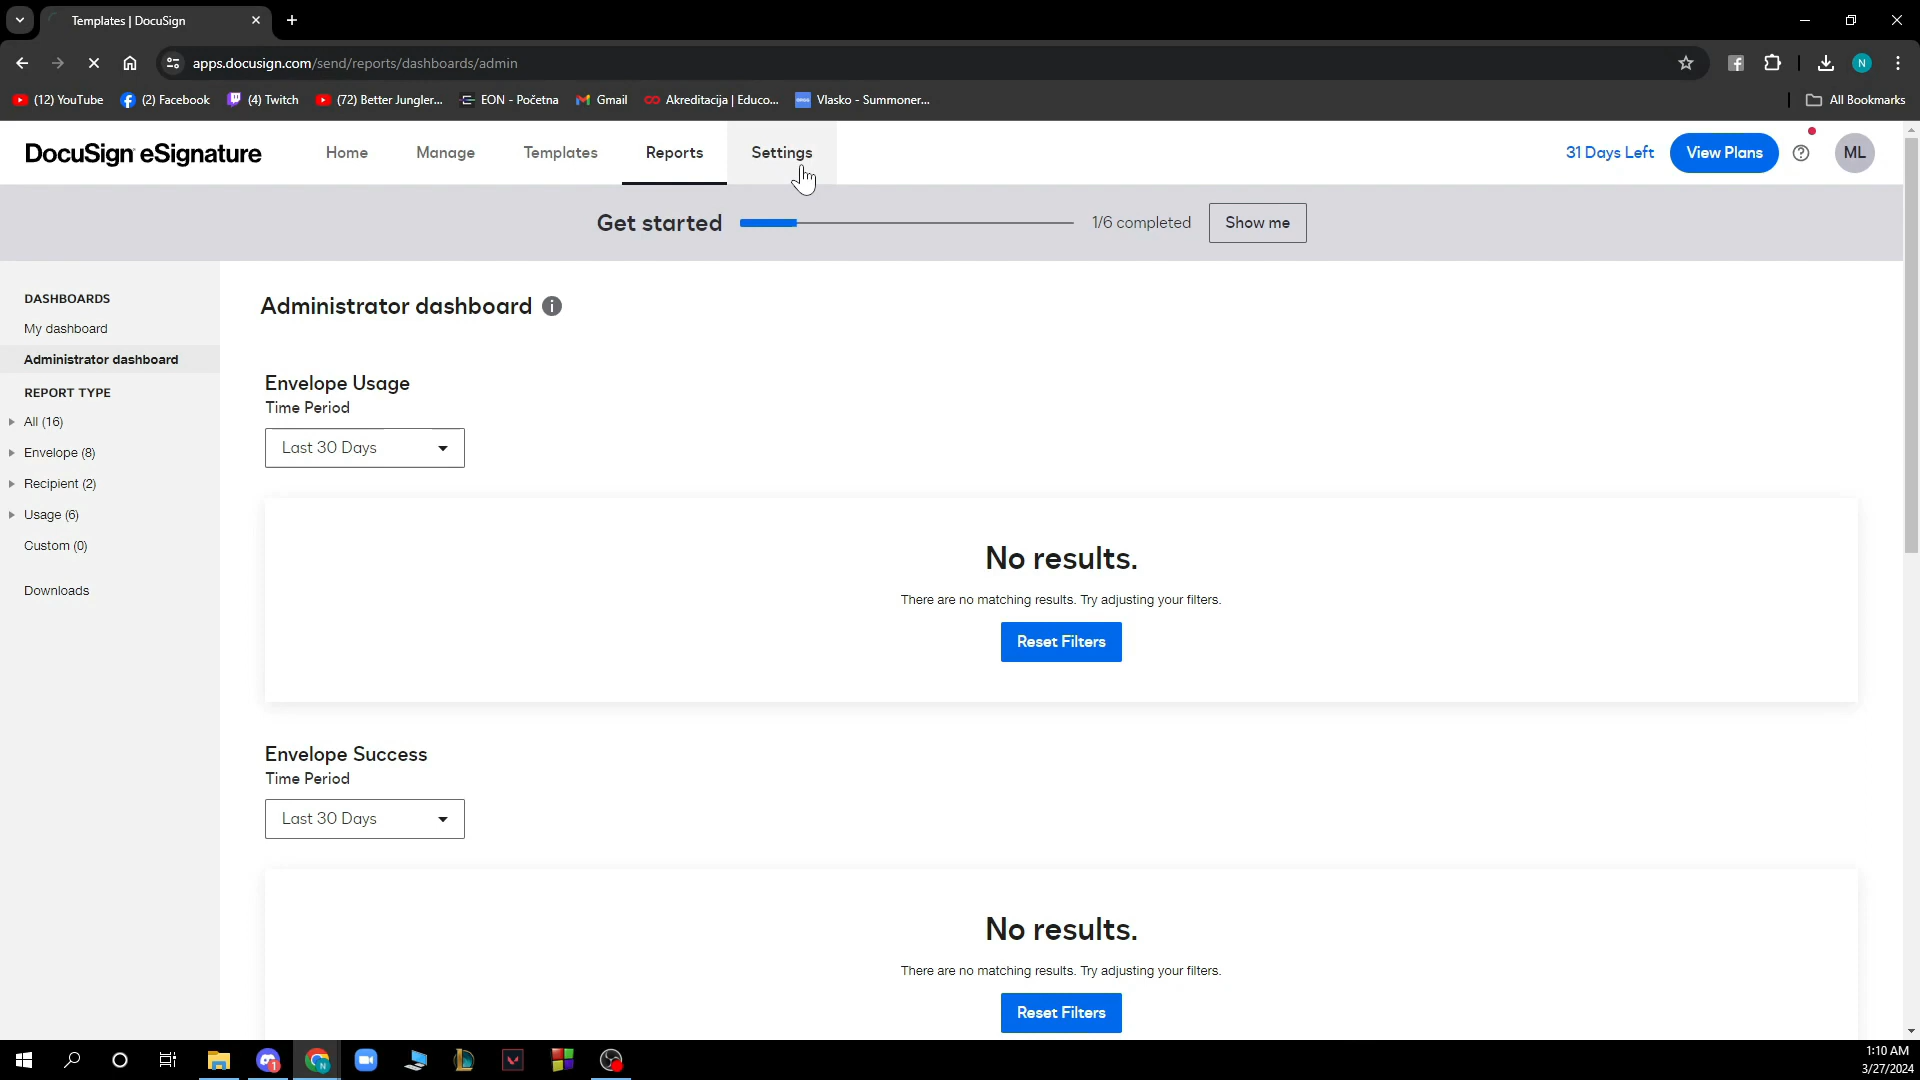 Templates | DocuSign
apps.docusign.com/send/reports/dashboards/admin
(12) YouTube
(2) Facebook
(4) Twitch
(72) Better Jungler...
EON - Početna
Gmail
Akreditacija | Educo...
Vlasko - Summoner...
All Bookmarks
N
DocuSign eSignature
Home
Manage
Templates
Reports
Settings
31 Days Left
View Plans
ML
Get started
1/6 completed
Show me
DASHBOARDS
My dashboard
Administrator dashboard
REPORT TYPE
All (16)
Envelope (8)
Recipient (2)
Usage (6)
Custom (0)
Downloads
Administrator dashboard
Envelope Usage
Time Period
Last 30 Days
No results.
There are no matching results. Try adjusting your filters.
Reset Filters
Envelope Success
Time Period
Last 30 Days
No results.
There are no matching results. Try adjusting your filters.
Reset Filters
1:10 AM
3/27/2024